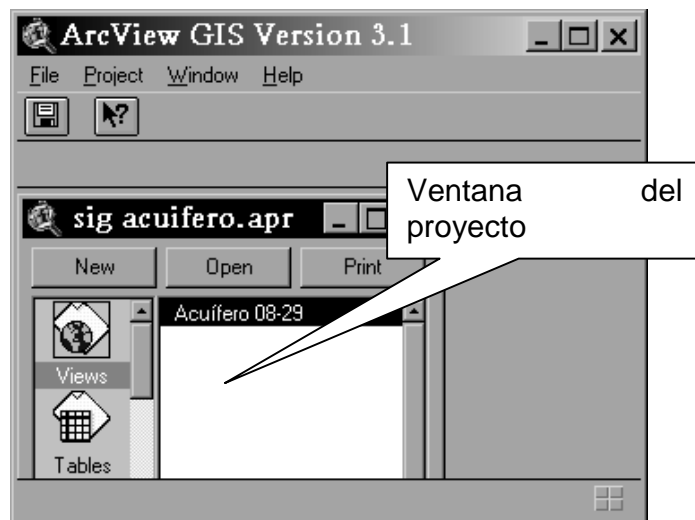 ArcView GIS Version 3.1
File Project Window Help
Ventana del
proyecto
sig acuifero.apr
New Open Print
Acuífero 08-29
Views
Tables